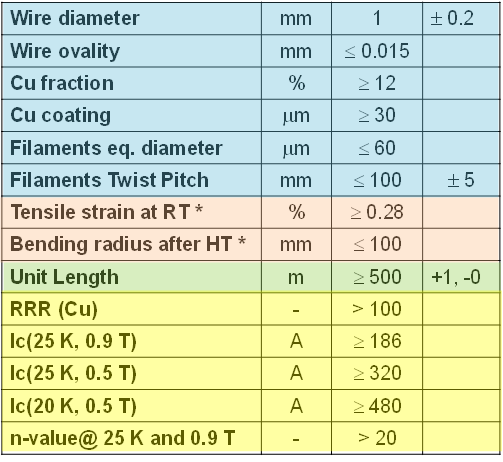 Wire diameter mm 1 ± 0.2
Wire ovality mm ≤ 0.015
Cu fraction % ≥ 12
Cu coating μm ≥ 30
Filaments eq. diameter μm ≤ 60
Filaments Twist Pitch mm ≤ 100 ± 5
Tensile strain at RT * % ≥ 0.28
Bending radius after HT * mm ≤ 100
Unit Length m ≥ 500 +1, -0
RRR (Cu) - > 100
Ic(25 K, 0.9 T) A ≥ 186
Ic(25 K, 0.5 T) A ≥ 320
Ic(20 K, 0.5 T) A ≥ 480
n-value@ 25 K and 0.9 T - > 20